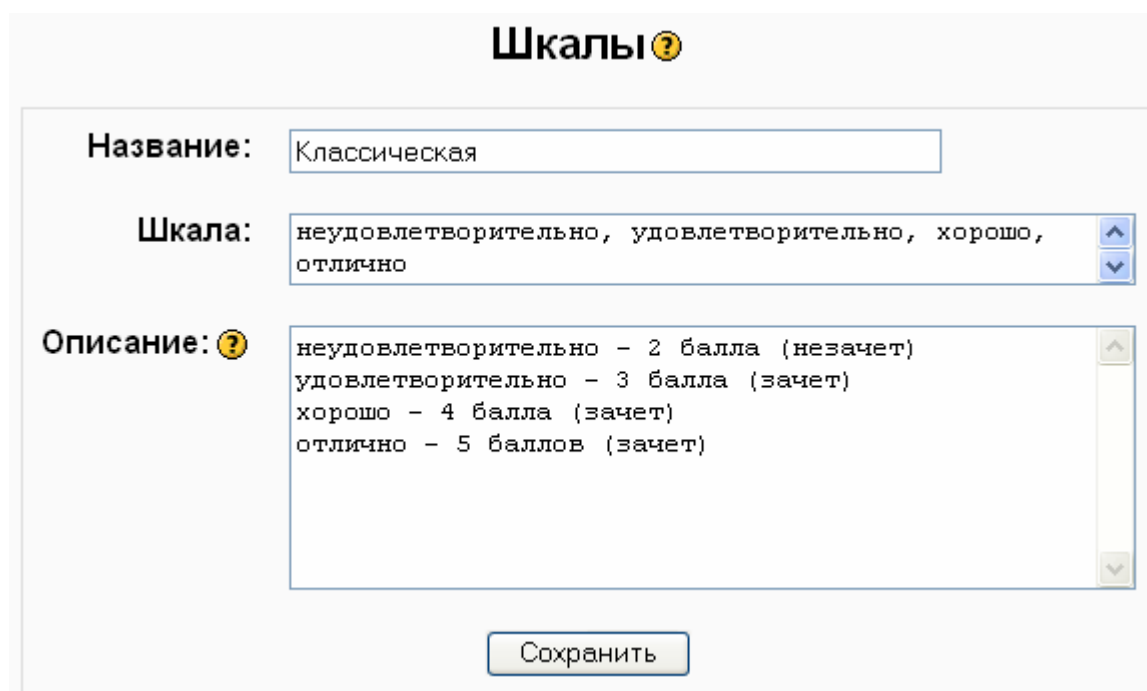 Шкалы
Название:
Классическая
Шкала:
неудовлетворительно, удовлетворительно, хорошо,
отлично
Описание:
неудовлетворительно - 2 балла (незачет)
удовлетворительно - 3 балла (зачет)
хорошо - 4 балла (зачет)
отлично - 5 баллов (зачет)
Сохранить